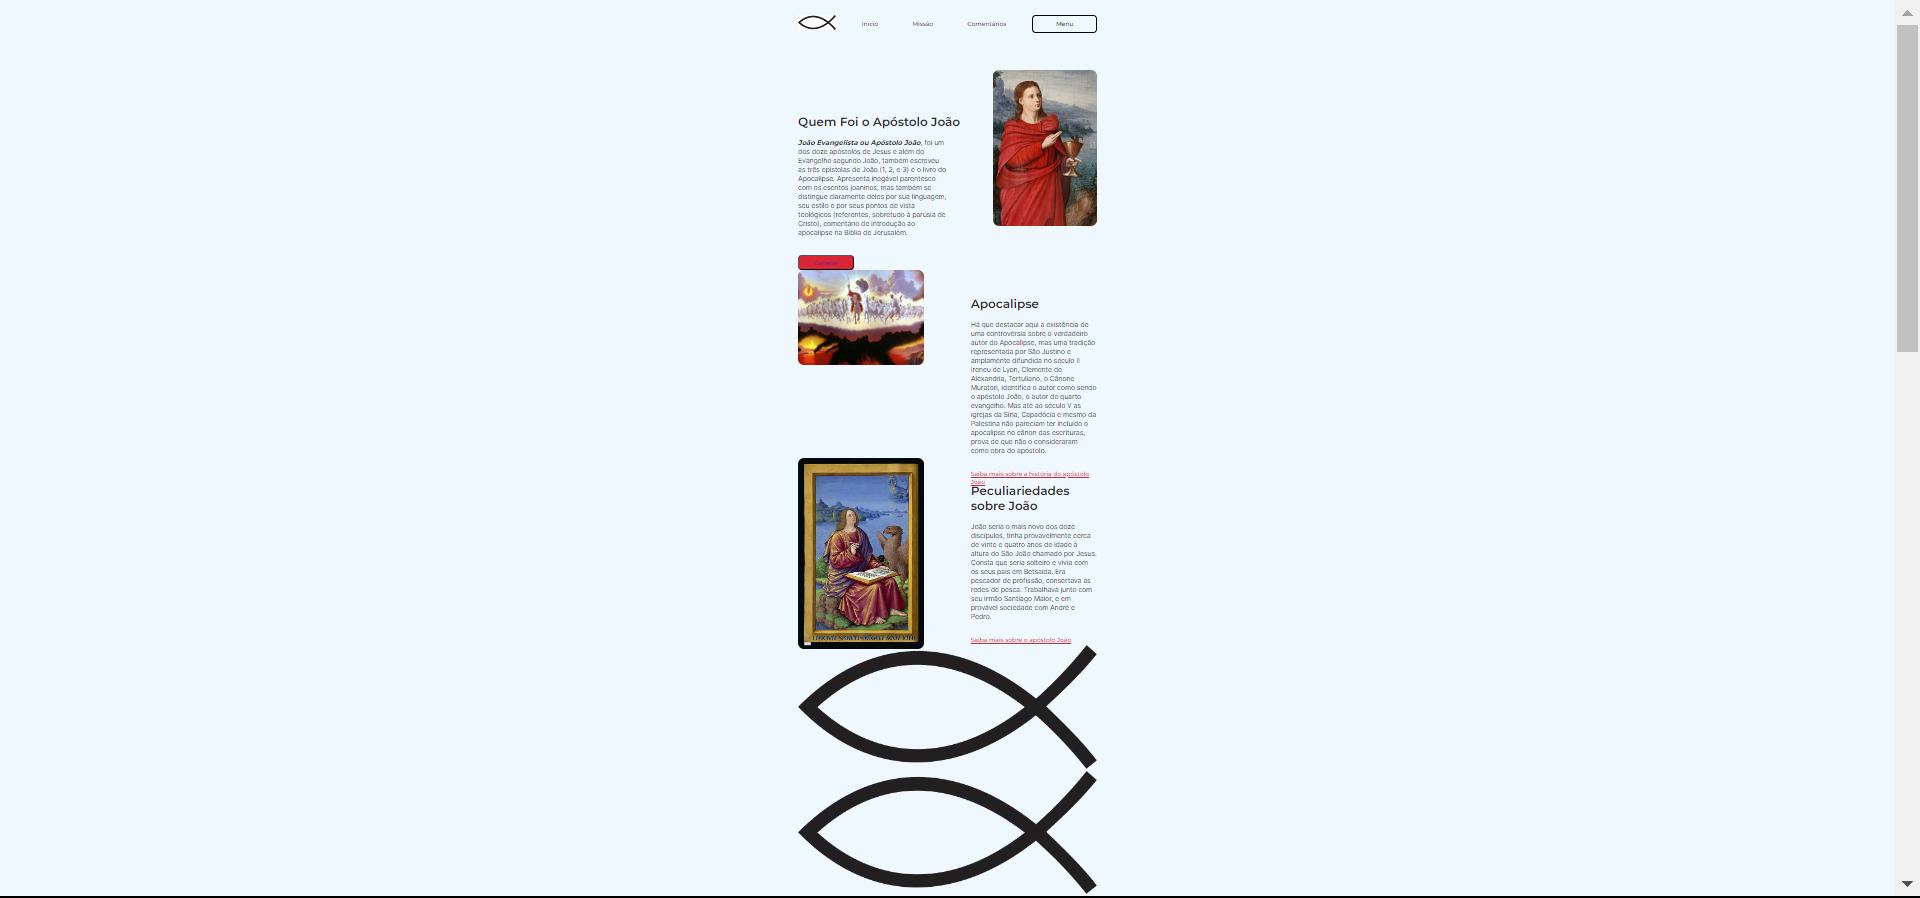 Início
Missão
Comentários
Menu
Quem Foi o Apóstolo João
João Evangelista ou Apóstolo João, foi um
dos doze apóstolos de Jesus e além do
Evangelho segundo João, também escreveu
as três epístolas de João (1, 2, e 3) e o livro do
Apocalipse. Apresenta inegável parentesco
com os escritos joaninos, mas também se
distingue claramente deles por sua linguagem,
seu estilo e por seus pontos de vista
teológicos (referentes, sobretudo à parúsia de
Cristo), comentário de introdução ao
apocalipse na Bíblia de Jerusalém.
Apocalipse
Há que destacar aqui a existência de
uma controvérsia sobre o verdadeiro
autor do Apocalipse, mas uma tradição
representada por São Justino e
amplamente difundida no século II
Ireneu de Lyon, Clemente de
Alexandria, Tertuliano, o Cânone
Muratori, identifica o autor como sendo
o apóstolo João, o autor do quarto
evangelho. Mas até ao século V as
igrejas da Síria, Capadócia e mesmo da
Palestina não pareciam ter incluído o
apocalipse no cânon das escrituras,
prova de que não o consideraram
como obra do apóstolo.
Saiba mais sobre a história do apóstolo
João
Peculiariedades
sobre João
João seria o mais novo dos doze
discípulos, tinha provavelmente cerca
de vinte e quatro anos de idade à
altura do São João chamado por Jesus.
Consta que seria solteiro e vivia com
os seus pais em Betsaida. Era
pescador de profissão, consertava as
redes de pesca. Trabalhava junto com
seu irmão Santiago Maior, e em
provável sociedade com André e
Pedro.
Saiba mais sobre o apóstolo João